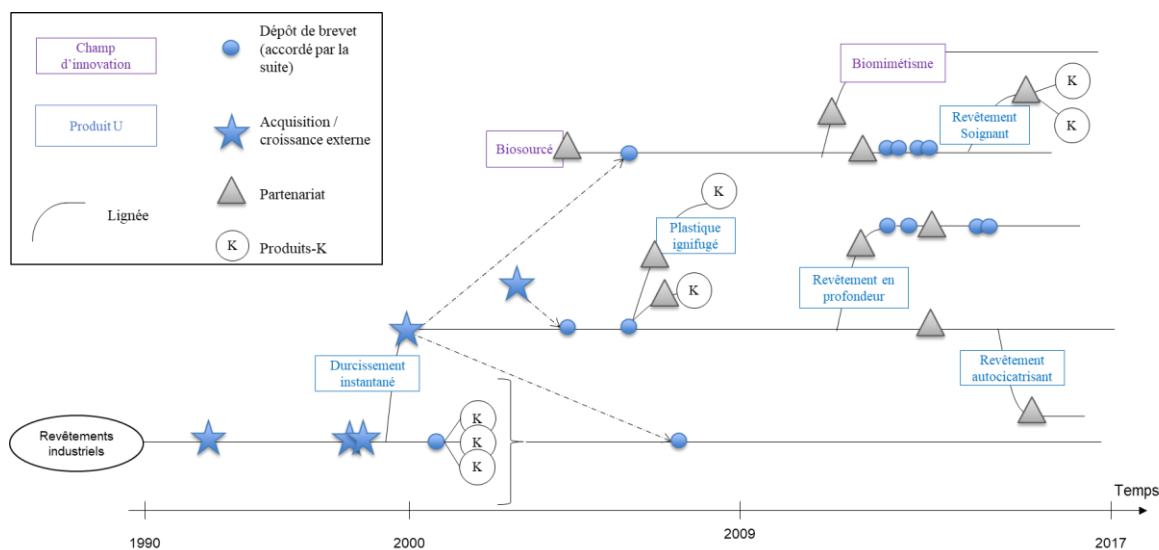 Champ
d'innovation
Dépôt de brevet
(accordé par la
suite)
Produit U
Acquisition /
croissance externe
Lignée
Partenariat
K
Produits-K
Biomimétisme
Biosourcé
Revêtement
Soignant
K
K
K
Plastique
ignifugé
K
Revêtement en
profondeur
Durcissement
instantané
Revêtement
autocicatrisant
Revêtements
industriels
K
K
K
Temps
1990
2000
2009
2017